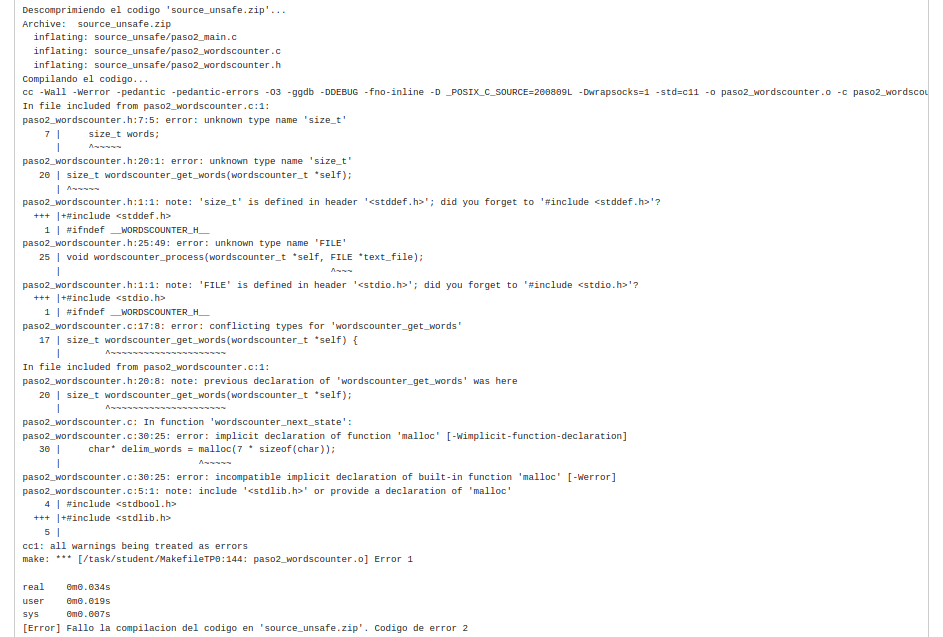 Descomprimiendo el codigo 'source_unsafe.zip'...
Archive:  source_unsafe.zip
  inflating: source_unsafe/paso2_main.c
  inflating: source_unsafe/paso2_wordscounter.c
  inflating: source_unsafe/paso2_wordscounter.h
Compilando el codigo...
cc -Wall -Werror -pedantic -pedantic-errors -O3 -ggdb -DDEBUG -fno-inline -D _POSIX_C_SOURCE=200809L -Dwrapsocks=1 -std=c11 -o paso2_wordscounter.o -c paso2_wordscou
In file included from paso2_wordscounter.c:1:
paso2_wordscounter.h:7:5: error: unknown type name 'size_t'
    7 |     size_t words;
      |     ^~~~~~
paso2_wordscounter.h:20:1: error: unknown type name 'size_t'
   20 | size_t wordscounter_get_words(wordscounter_t *self);
      | ^~~~~~
paso2_wordscounter.h:1:1: note: 'size_t' is defined in header '<stddef.h>'; did you forget to '#include <stddef.h>'?
  +++ |+#include <stddef.h>
    1 | #ifndef __WORDSCOUNTER_H__
paso2_wordscounter.h:25:49: error: unknown type name 'FILE'
   25 | void wordscounter_process(wordscounter_t *self, FILE *text_file);
      |                                                 ^~~~
paso2_wordscounter.h:1:1: note: 'FILE' is defined in header '<stdio.h>'; did you forget to '#include <stdio.h>'?
  +++ |+#include <stdio.h>
    1 | #ifndef __WORDSCOUNTER_H__
paso2_wordscounter.c:17:8: error: conflicting types for 'wordscounter_get_words'
   17 | size_t wordscounter_get_words(wordscounter_t *self) {
      |        ^~~~~~~~~~~~~~~~~~~~~~
In file included from paso2_wordscounter.c:1:
paso2_wordscounter.h:20:8: note: previous declaration of 'wordscounter_get_words' was here
   20 | size_t wordscounter_get_words(wordscounter_t *self);
      |        ^~~~~~~~~~~~~~~~~~~~~~
paso2_wordscounter.c: In function 'wordscounter_next_state':
paso2_wordscounter.c:30:25: error: implicit declaration of function 'malloc' [-Wimplicit-function-declaration]
   30 |     char* delim_words = malloc(7 * sizeof(char));
      |                         ^~~~~~
paso2_wordscounter.c:30:25: error: incompatible implicit declaration of built-in function 'malloc' [-Werror]
paso2_wordscounter.c:5:1: note: include '<stdlib.h>' or provide a declaration of 'malloc'
    4 | #include <stdbool.h>
  +++ |+#include <stdlib.h>
    5 |
cc1: all warnings being treated as errors
make: *** [/task/student/MakefileTP0:144: paso2_wordscounter.o] Error 1
real    0m0.034s
user    0m0.019s
sys     0m0.007s
[Error] Fallo la compilacion del codigo en 'source_unsafe.zip'. Codigo de error 2